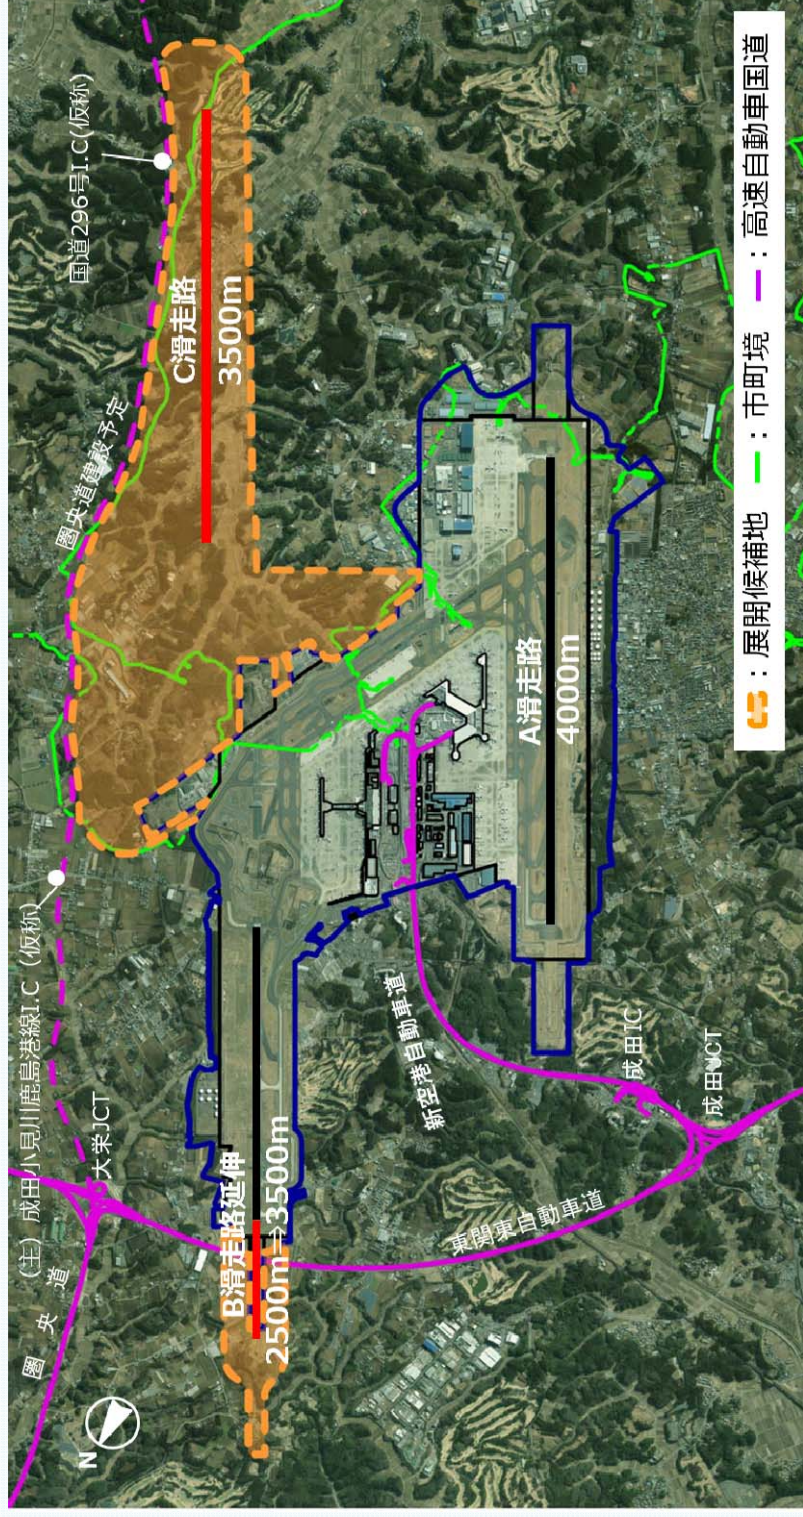 圏央道
（主）成田小見川鹿島港線I.C（仮称）
大栄JCT
圏央道建設予定
国道296号I.C(仮称)
N
B滑走路延伸
2500m⇒3500m
C滑走路
3500m
東関東自動車道
新空港自動車道
成田IC
成田JCT
A滑走路
4000m
：展開候補地 ：市町境 ：高速自動車国道